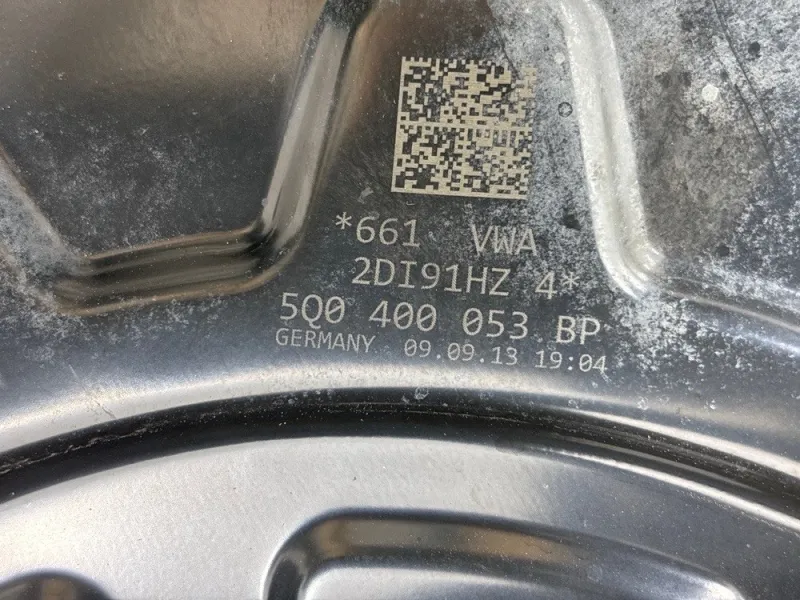 *661 VWA
2DI91HZ 4*
5Q0 400 053 BP
GERMANY 09.09.13 19:04